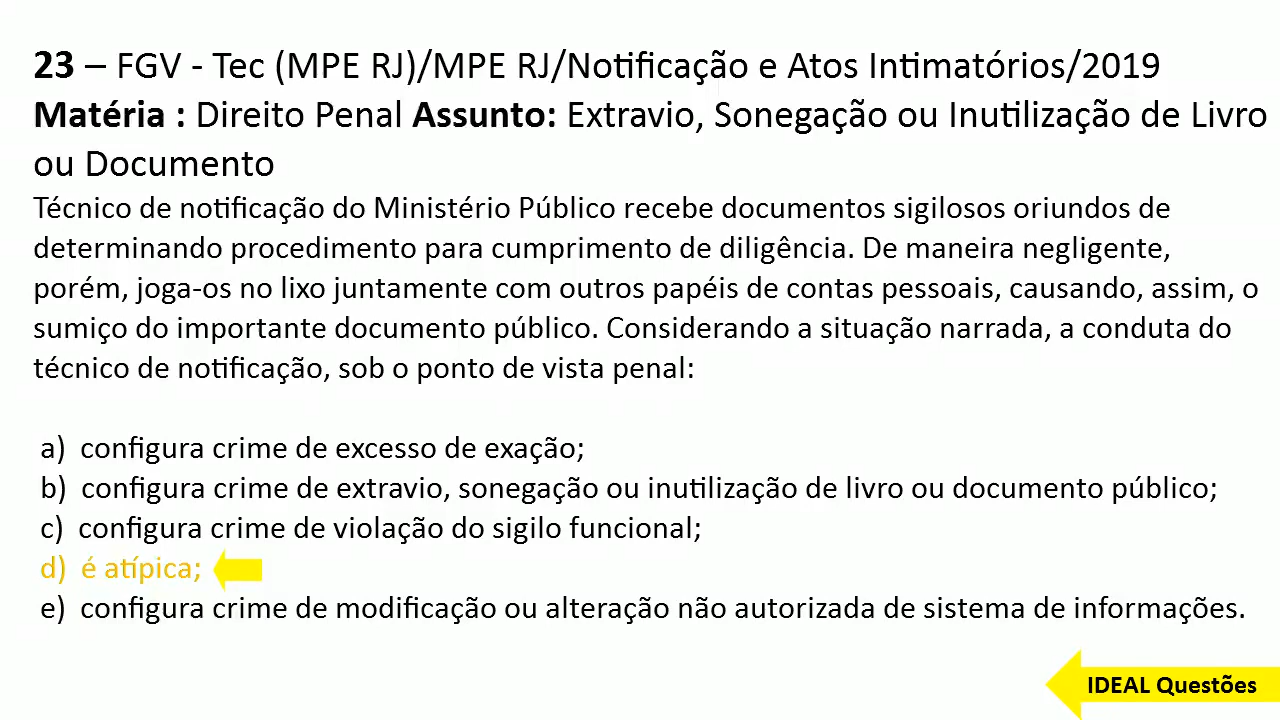 23 – FGV - Tec (MPE RJ)/MPE RJ/Notificação e Atos Intimatórios/2019
Matéria : Direito Penal Assunto: Extravio, Sonegação ou Inutilização de Livro
ou Documento
Técnico de notificação do Ministério Público recebe documentos sigilosos oriundos de
determinando procedimento para cumprimento de diligência. De maneira negligente,
porém, joga-os no lixo juntamente com outros papéis de contas pessoais, causando, assim, o
sumiço do importante documento público. Considerando a situação narrada, a conduta do
técnico de notificação, sob o ponto de vista penal:
a) configura crime de excesso de exação;
b) configura crime de extravio, sonegação ou inutilização de livro ou documento público;
c) configura crime de violação do sigilo funcional;
d) é atípica;
e) configura crime de modificação ou alteração não autorizada de sistema de informações.
IDEAL Questões